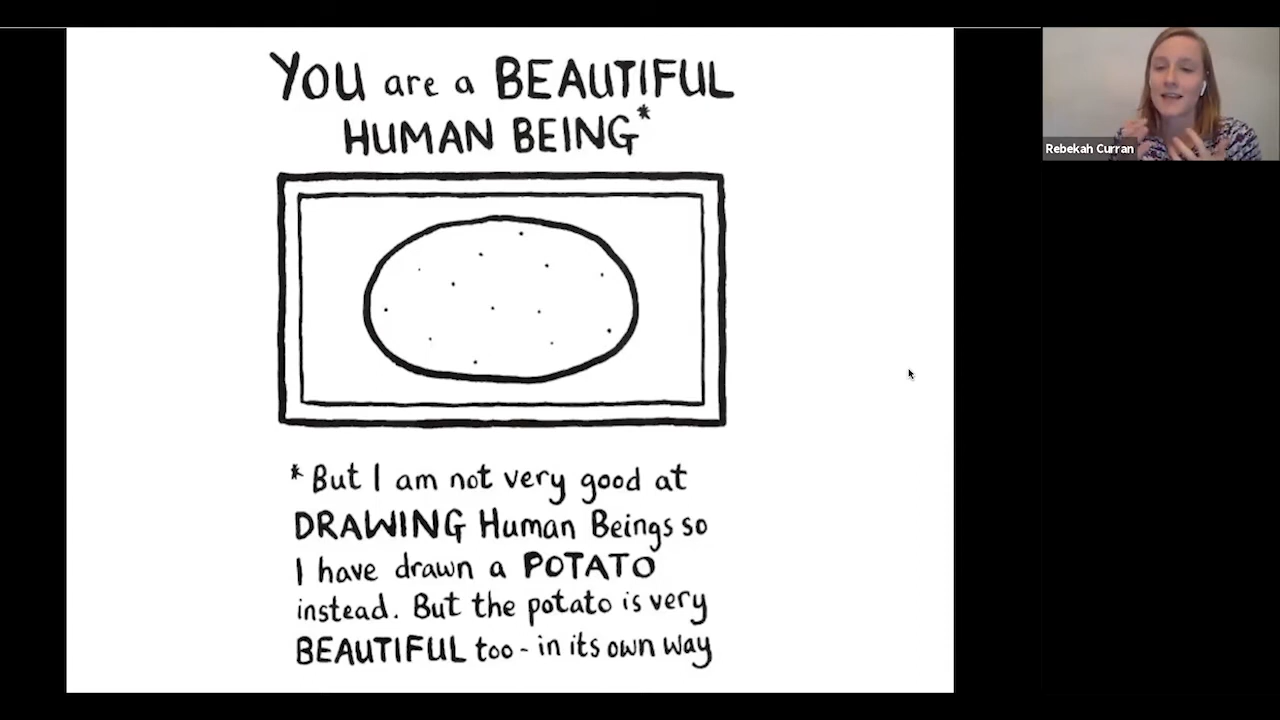 YOU are a BEAUTIFUL
HUMAN BEING*
Rebekah Curran
* But I am not very good at
DRAWING Human Beings so
I have drawn a POTATO
instead. But the potato is very
BEAUTIFUL too - in its own way